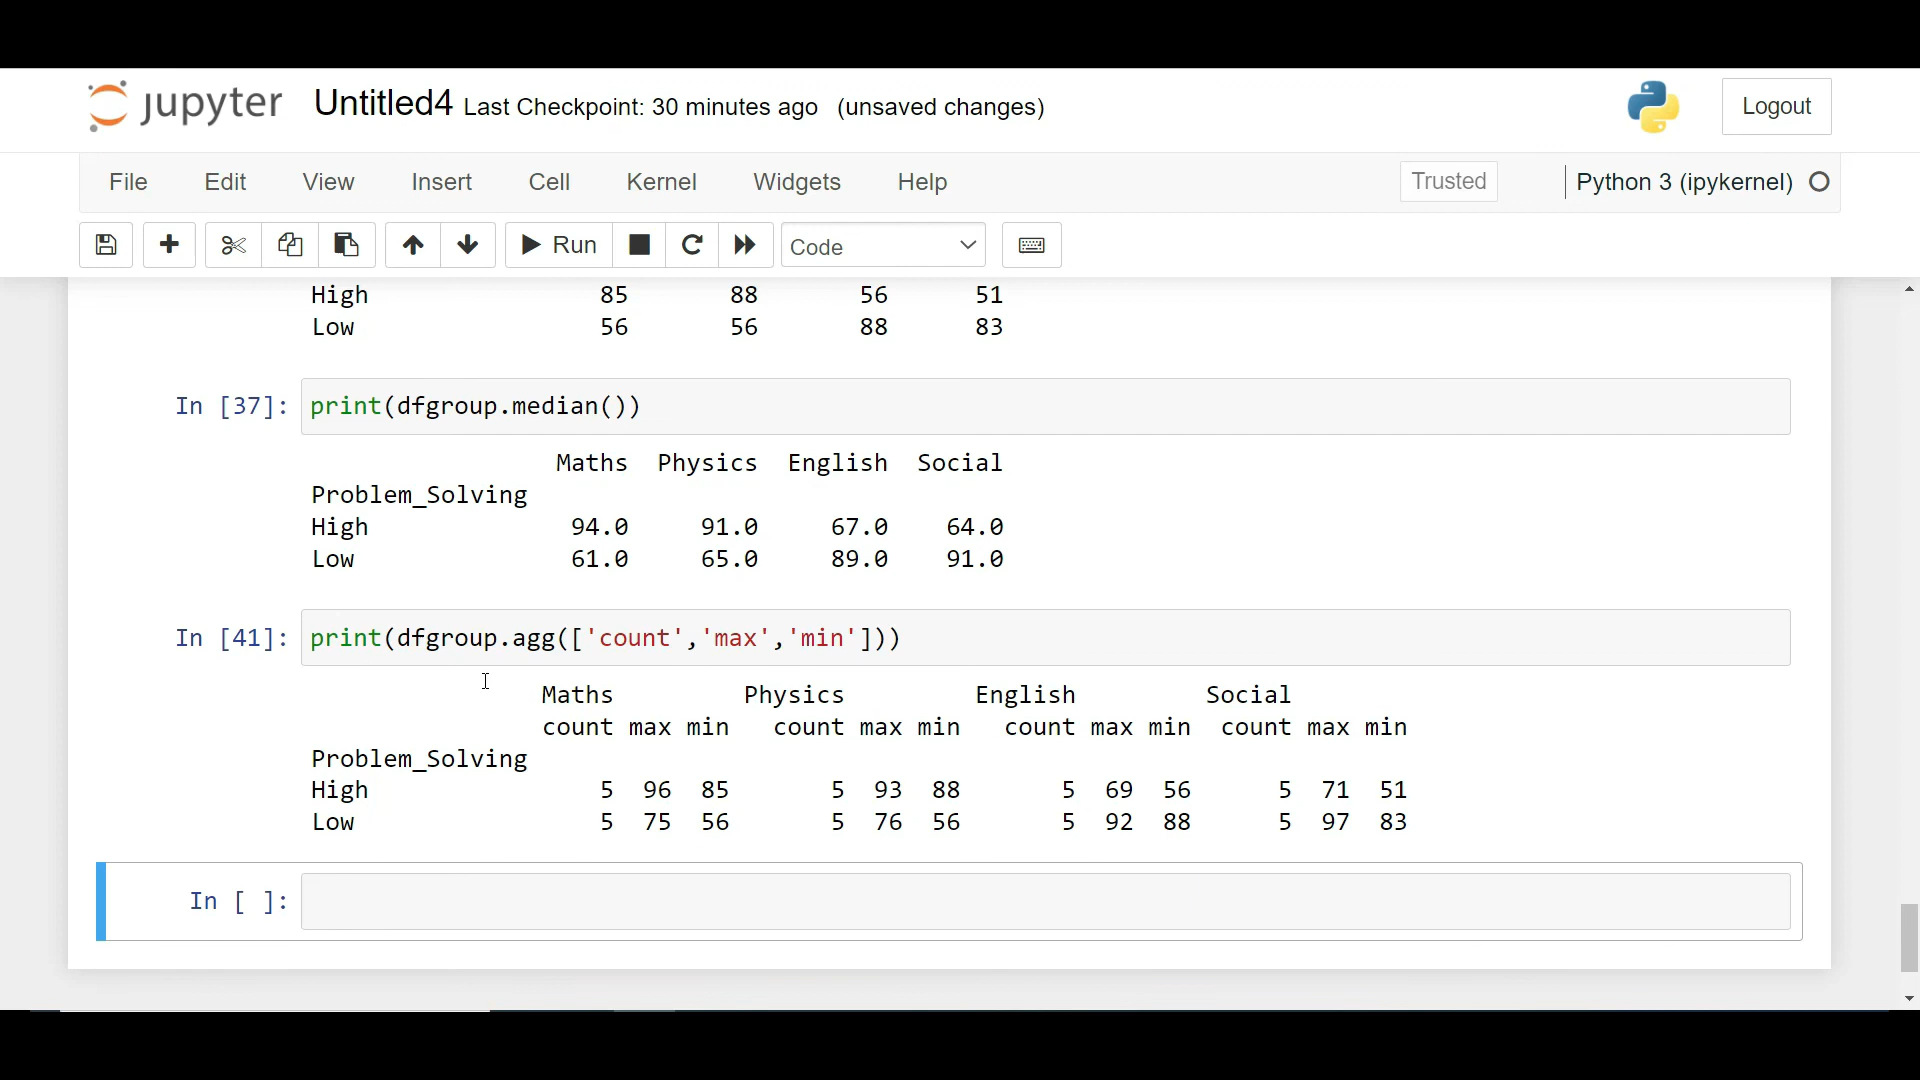 jupyter Untitled4 Last Checkpoint: 30 minutes ago (unsaved changes) Logout
File Edit View Insert Cell Kernel Widgets Help Trusted Python 3 (ipykernel)
Run Code
High 85 88 56 51
Low 56 56 88 83
In [37]: print(dfgroup.median())
Maths Physics English Social
Problem_Solving
High 94.0 91.0 67.0 64.0
Low 61.0 65.0 89.0 91.0
In [41]: print(dfgroup.agg(['count','max','min']))
Maths Physics English Social
count max min count max min count max min count max min
Problem_Solving
High 5 96 85 5 93 88 5 69 56 5 71 51
Low 5 75 56 5 76 56 5 92 88 5 97 83
In [ ]: